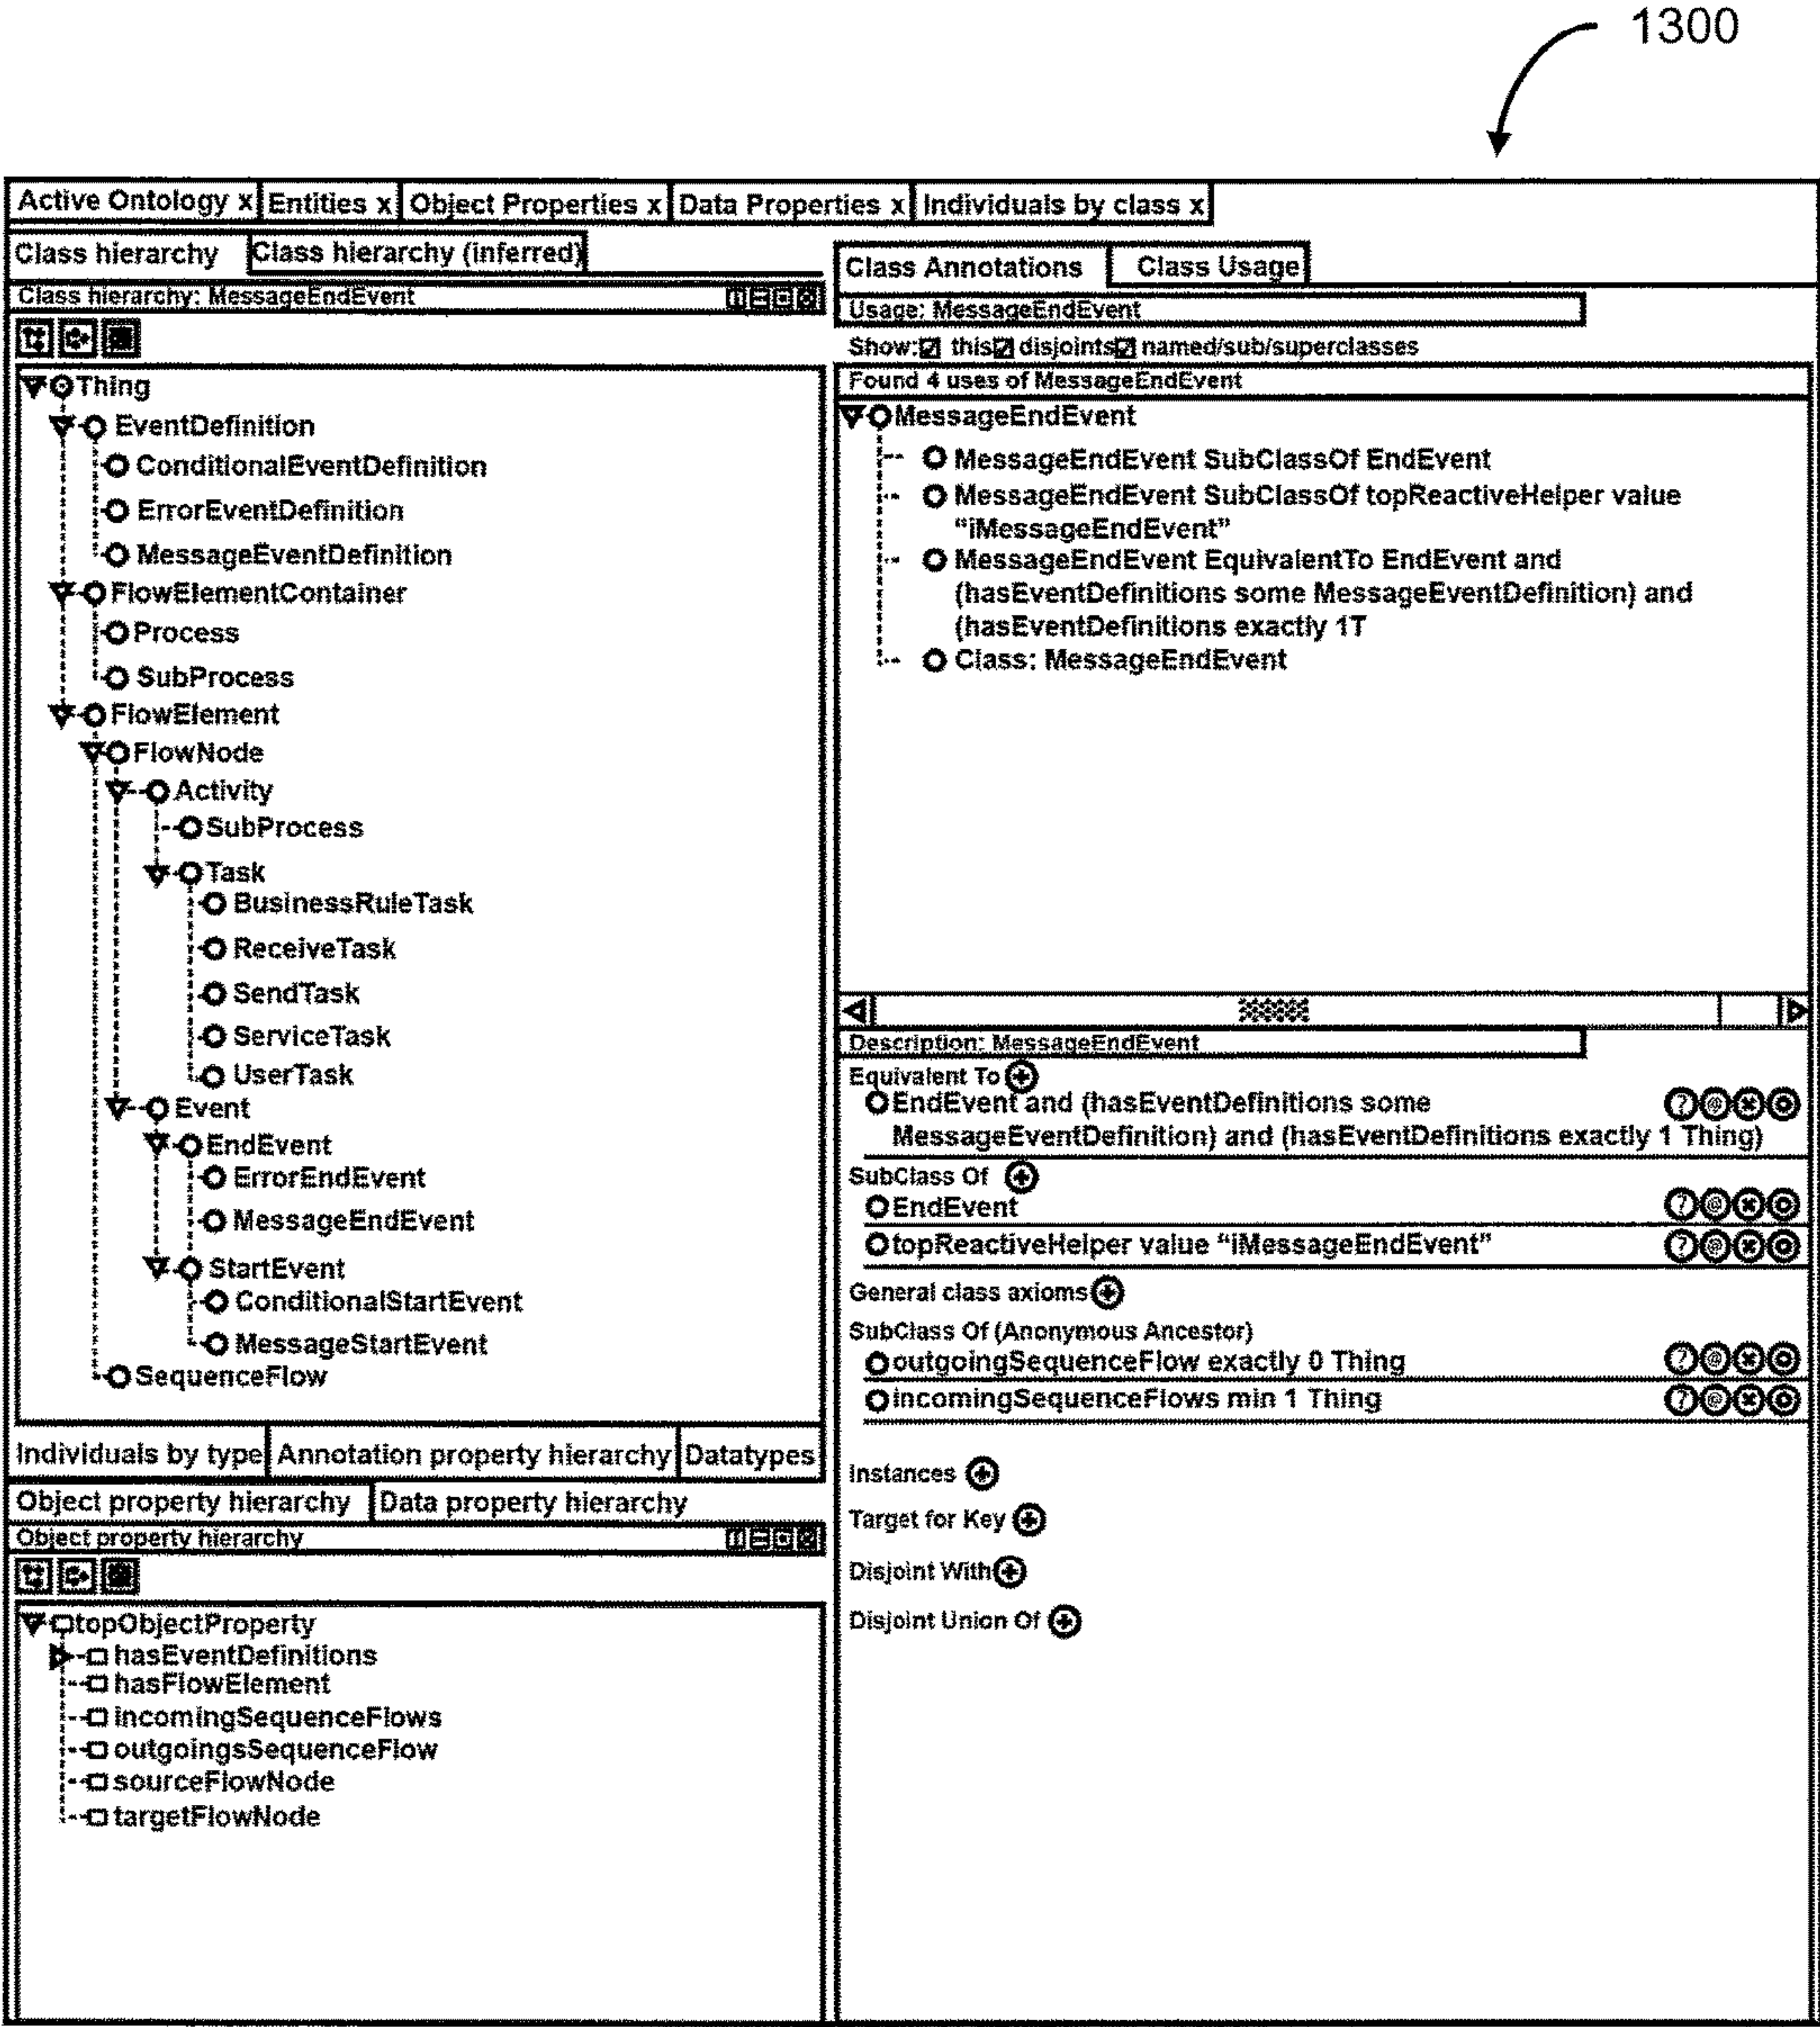 1300
Active Ontology x Entities x Object Properties x Data Properties x Individuals by class x
Class hierarchy Class hierarchy (inferred)
Class hierarchy: MessageEndEvent
Thing
EventDefinition
ConditionalEventDefinition
ErrorEventDefinition
MessageEventDefinition
FlowElementContainer
Process
SubProcess
FlowElement
FlowNode
Activity
SubProcess
Task
BusinessRuleTask
ReceiveTask
SendTask
ServiceTask
UserTask
Event
EndEvent
ErrorEndEvent
MessageEndEvent
StartEvent
ConditionalStartEvent
MessageStartEvent
SequenceFlow
Individuals by type Annotation property hierarchy Datatypes
Object property hierarchy Data property hierarchy
Object property hierarchy
topObjectProperty
hasEventDefinitions
hasFlowElement
incomingSequenceFlows
outgoingsSequenceFlow
sourceFlowNode
targetFlowNode
Class Annotations Class Usage
Usage: MessageEndEvent
Show: this disjoints named/sub/superclasses
Found 4 uses of MessageEndEvent
MessageEndEvent
MessageEndEvent SubClassOf EndEvent
MessageEndEvent SubClassOf topReactiveHelper value
“iMessageEndEvent”
MessageEndEvent EquivalentTo EndEvent and
(hasEventDefinitions some MessageEventDefinition) and
(hasEventDefinitions exactly 1T
Class: MessageEndEvent
Description: MessageEndEvent
Equivalent To
EndEvent and (hasEventDefinitions some
MessageEventDefinition) and (hasEventDefinitions exactly 1 Thing)
SubClass Of
EndEvent
topReactiveHelper value “iMessageEndEvent”
General class axioms
SubClass Of (Anonymous Ancestor)
outgoingSequenceFlow exactly 0 Thing
incomingSequenceFlows min 1 Thing
Instances
Target for Key
Disjoint With
Disjoint Union Of